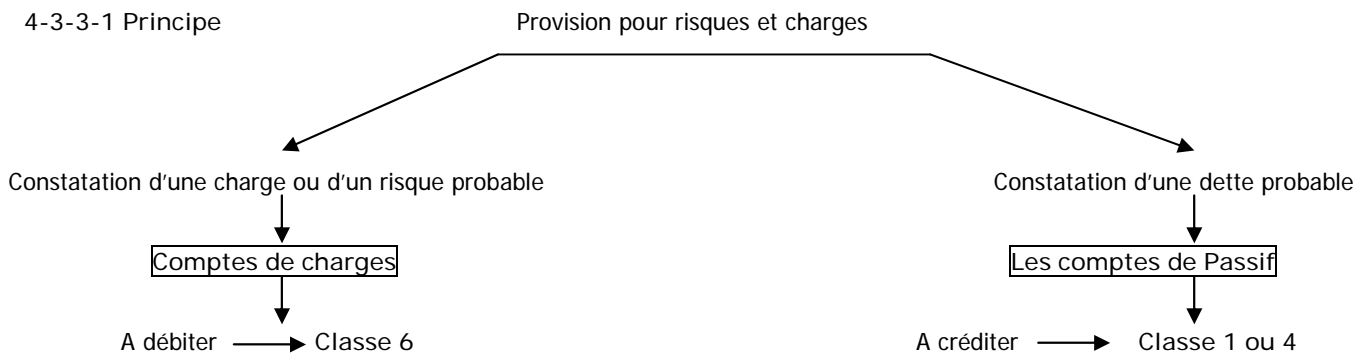 4-3-3-1 Principe Provision pour risques et charges
Constatation d'une charge ou d'un risque probable Constatation d'une dette probable
Comptes de charges Les comptes de Passif
A débiter Classe 6 A créditer Classe 1 ou 4